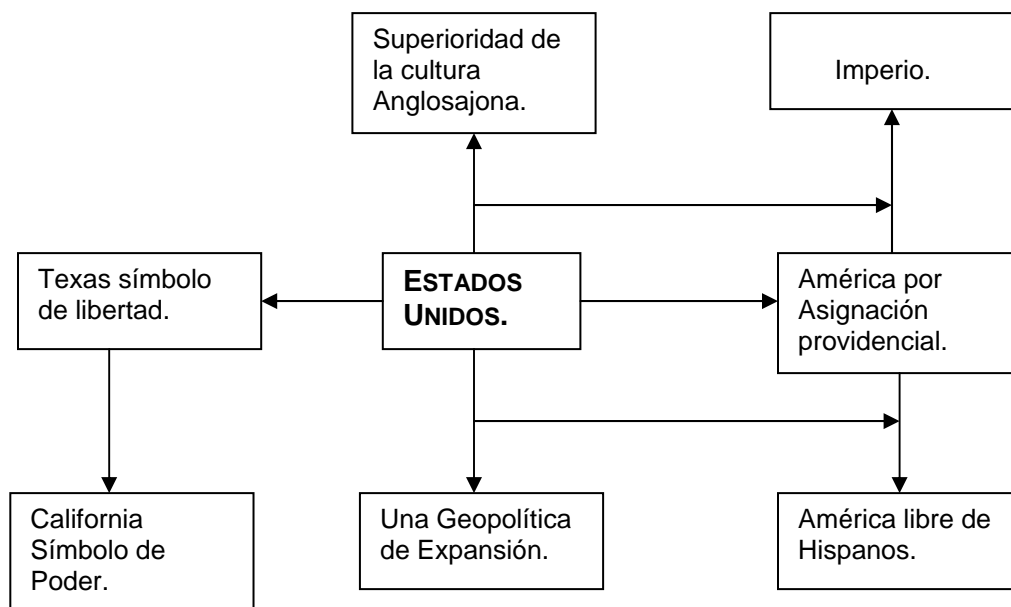 Superioridad de
la cultura
Anglosajona.
Imperio.
Texas símbolo
de libertad.
ESTADOS
UNIDOS.
América por
Asignación
providencial.
California
Símbolo de
Poder.
Una Geopolítica
de Expansión.
América libre de
Hispanos.